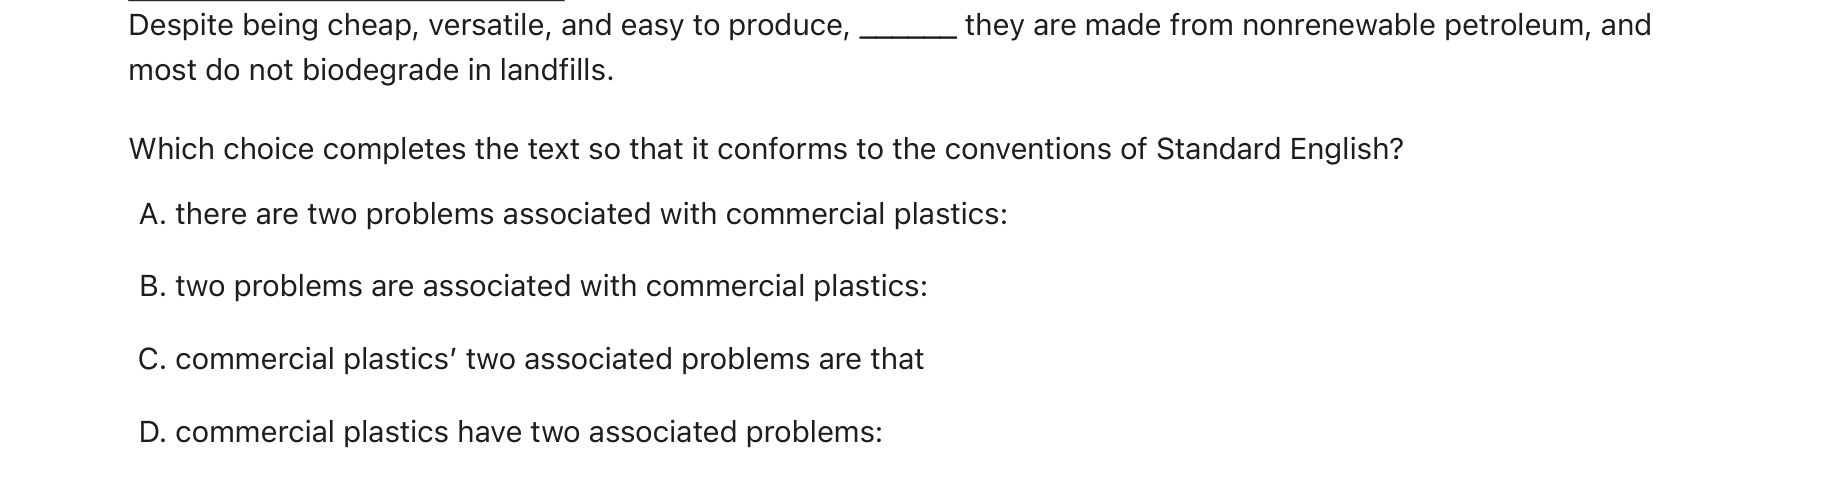 Despite being cheap, versatile, and easy to produce, ______ they are made from nonrenewable petroleum, and
most do not biodegrade in landfills.
Which choice completes the text so that it conforms to the conventions of Standard English?
A. there are two problems associated with commercial plastics:
B. two problems are associated with commercial plastics:
C. commercial plastics’ two associated problems are that
D. commercial plastics have two associated problems: